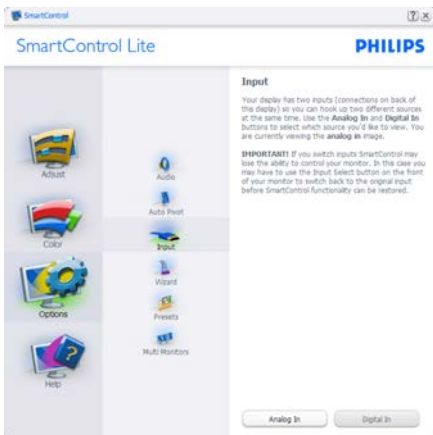 SmartControl
SmartControl Lite
PHILIPS
Adjust
Color
Options
Help
Audio
Auto Pivot
Input
Wizard
Presets
Multi Monitors
Input
Your display has two inputs (connections on back of
this display) so you can hook up two different sources
at the same time. Use the Analog In and Digital In
buttons to select which source you'd like to view. You
are currently viewing the analog in image.
IMPORTANT! If you switch inputs SmartControl may
lose the ability to control your monitor. In this case you
may have to use the Input Select button on the front
of your monitor to switch back to the original input
before SmartControl functionality can be restored.
Analog In
Digital In